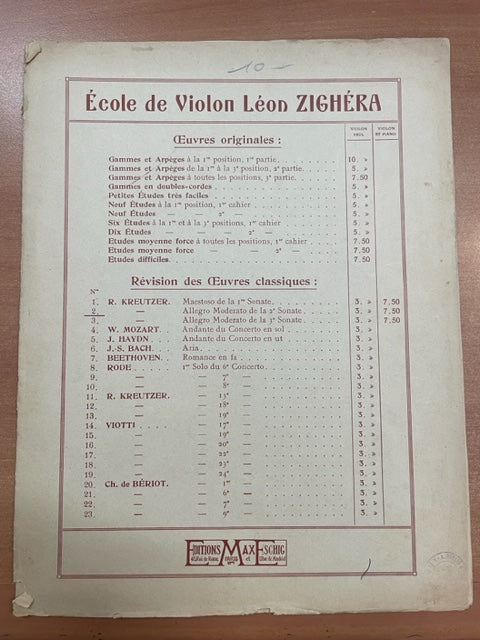 10 —
École de Violon Léon ZIGHÉRA
Œuvres originales :
VIOLON SEUL
VIOLON ET PIANO
Gammes et Arpèges à la 1re position, 1re partie. 10. »
Gammes et Arpèges de la 1re à la 3e position, 2e partie. 5. »
Gammes et Arpèges à toutes les positions, 3e partie. 7.50
Gammes en doubles-cordes 5. »
Petites Études très faciles 5. »
Neuf Études à la 1re position, 1er cahier 5. »
Neuf Études — — 2e — 5. »
Six Études à la 1re et à la 3e positions, 1er cahier 5. »
Dix Études — — — 2e — 5. »
Etudes moyenne force à toutes les positions, 1er cahier 7.50
Etudes moyenne force — — 2e — 7.50
Etudes difficiles. 7.50
Révision des Œuvres classiques :
Nos
1. R. KREUTZER. Maestoso de la 1re Sonate 3. » 7.50
2. — Allegro Moderato de la 2e Sonate 3. » 7.50
3. — Allegro Moderato de la 3e Sonate 3. » 7.50
4. W. MOZART. Andante du Concerto en sol 3. »
5. J. HAYDN. Andante du Concerto en ut 3. »
6. J.-S. BACH. Aria. 3. »
7. BEETHOVEN. Romance en fa 3. »
8. RODE 1er Solo du 6e Concerto. 3. »
9. — — 7e — 3. »
10. — — 8e — 3. »
11. R. KREUTZER. — 13e — 3. »
12. — — 18e — 3. »
13. — — 19e — 3. »
14. VIOTTI — 17e — 3. »
15. — — 19e — 3. »
16. — — 20e — 3. »
17. — — 22e — 3. »
18. — — 23e — 3. »
19. — — 24e — 3. »
20. Ch. de BÉRIOT. — 1er — 3. »
21. — — 6e — 3. »
22. — — 7e — 3. »
23. — — 9e — 3. »
EDITIONS MAX ESCHIG
48, Rue de Rome PARIS et 1, Rue de Madrid